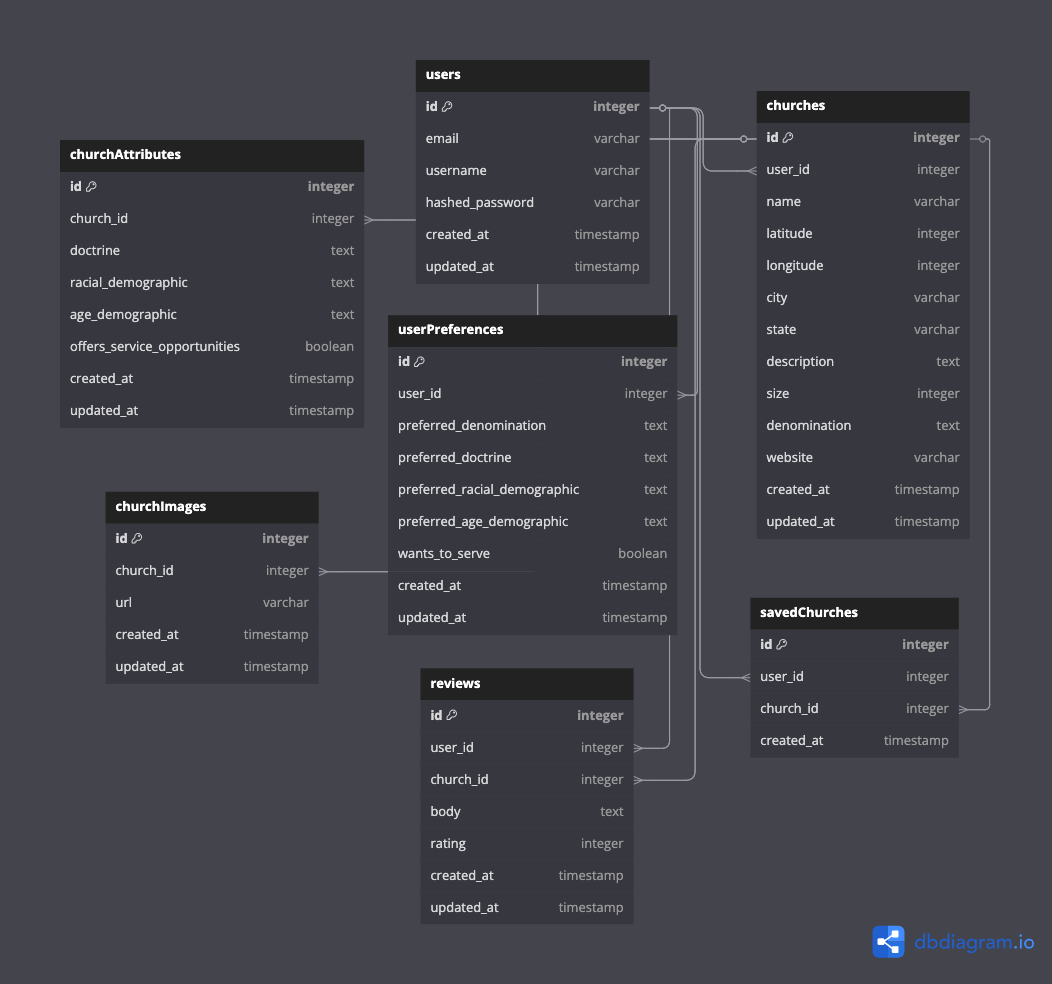 users
id integer
email varchar
username varchar
hashed_password varchar
created_at timestamp
updated_at timestamp
churches
id integer
user_id integer
name varchar
latitude integer
longitude integer
city varchar
state varchar
description text
size integer
denomination text
website varchar
created_at timestamp
updated_at timestamp
churchAttributes
id integer
church_id integer
doctrine text
racial_demographic text
age_demographic text
offers_service_opportunities boolean
created_at timestamp
updated_at timestamp
userPreferences
id integer
user_id integer
preferred_denomination text
preferred_doctrine text
preferred_racial_demographic text
preferred_age_demographic text
wants_to_serve boolean
created_at timestamp
updated_at timestamp
churchImages
id integer
church_id integer
url varchar
created_at timestamp
updated_at timestamp
savedChurches
id integer
user_id integer
church_id integer
created_at timestamp
reviews
id integer
user_id integer
church_id integer
body text
rating integer
created_at timestamp
updated_at timestamp
dbdiagram.io